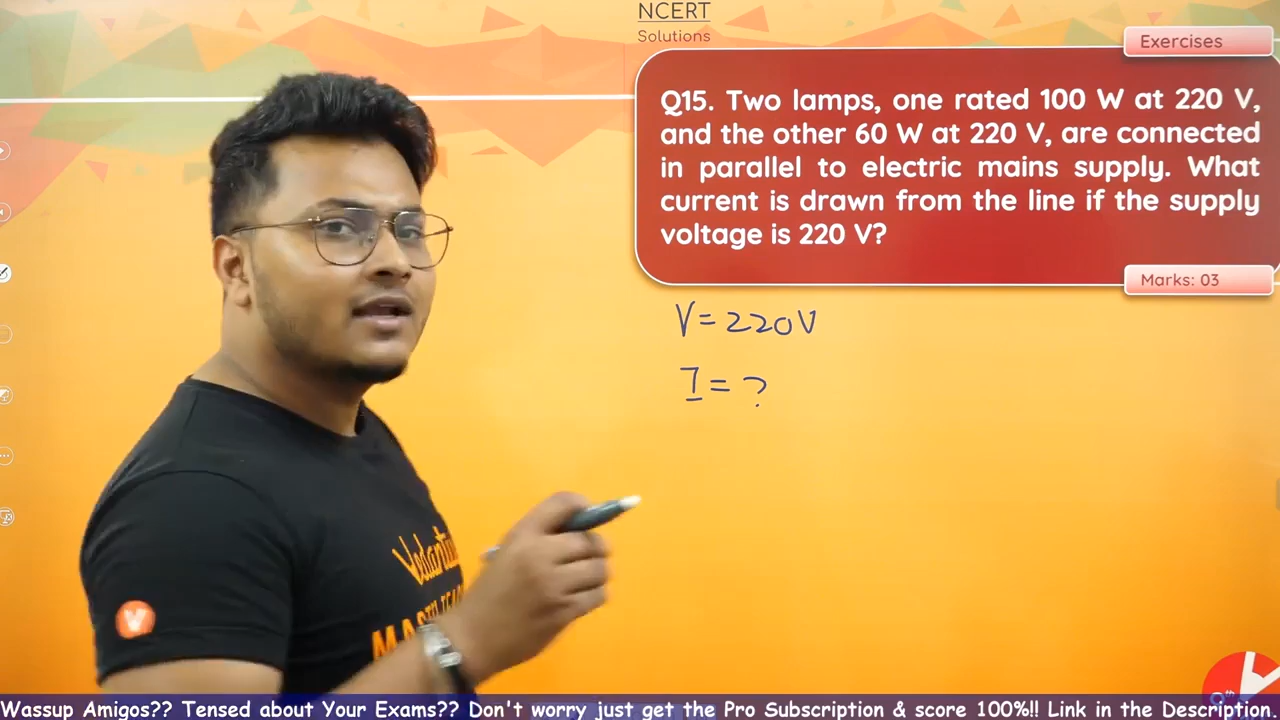 NCERT
Solutions
Exercises
Q15. Two lamps, one rated 100 W at 220 V,
and the other 60 W at 220 V, are connected
in parallel to electric mains supply. What
current is drawn from the line if the supply
voltage is 220 V?
Marks: 03
V = 220V
I = ?
Vedantu
V
Wassup Amigos?? Tensed about Your Exams?? Don't worry just get the Pro Subscription & score 100%!! Link in the Description